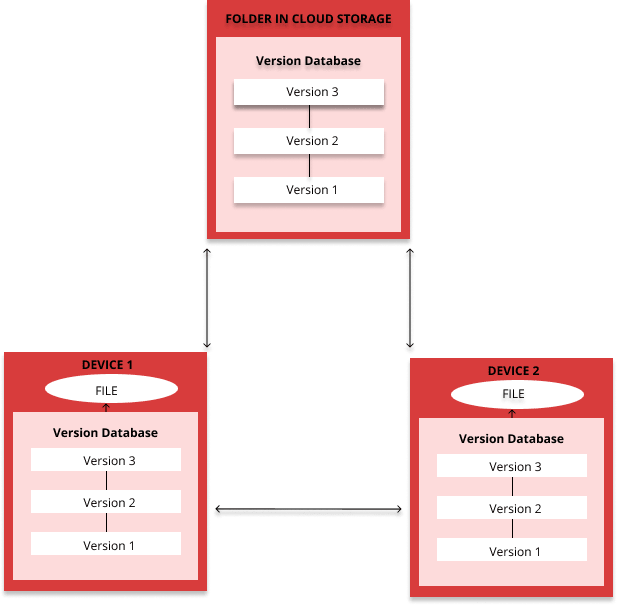 FOLDER IN CLOUD STORAGE
Version Database
Version 3
Version 2
Version 1
DEVICE 1
FILE
Version Database
Version 3
Version 2
Version 1
DEVICE 2
FILE
Version Database
Version 3
Version 2
Version 1